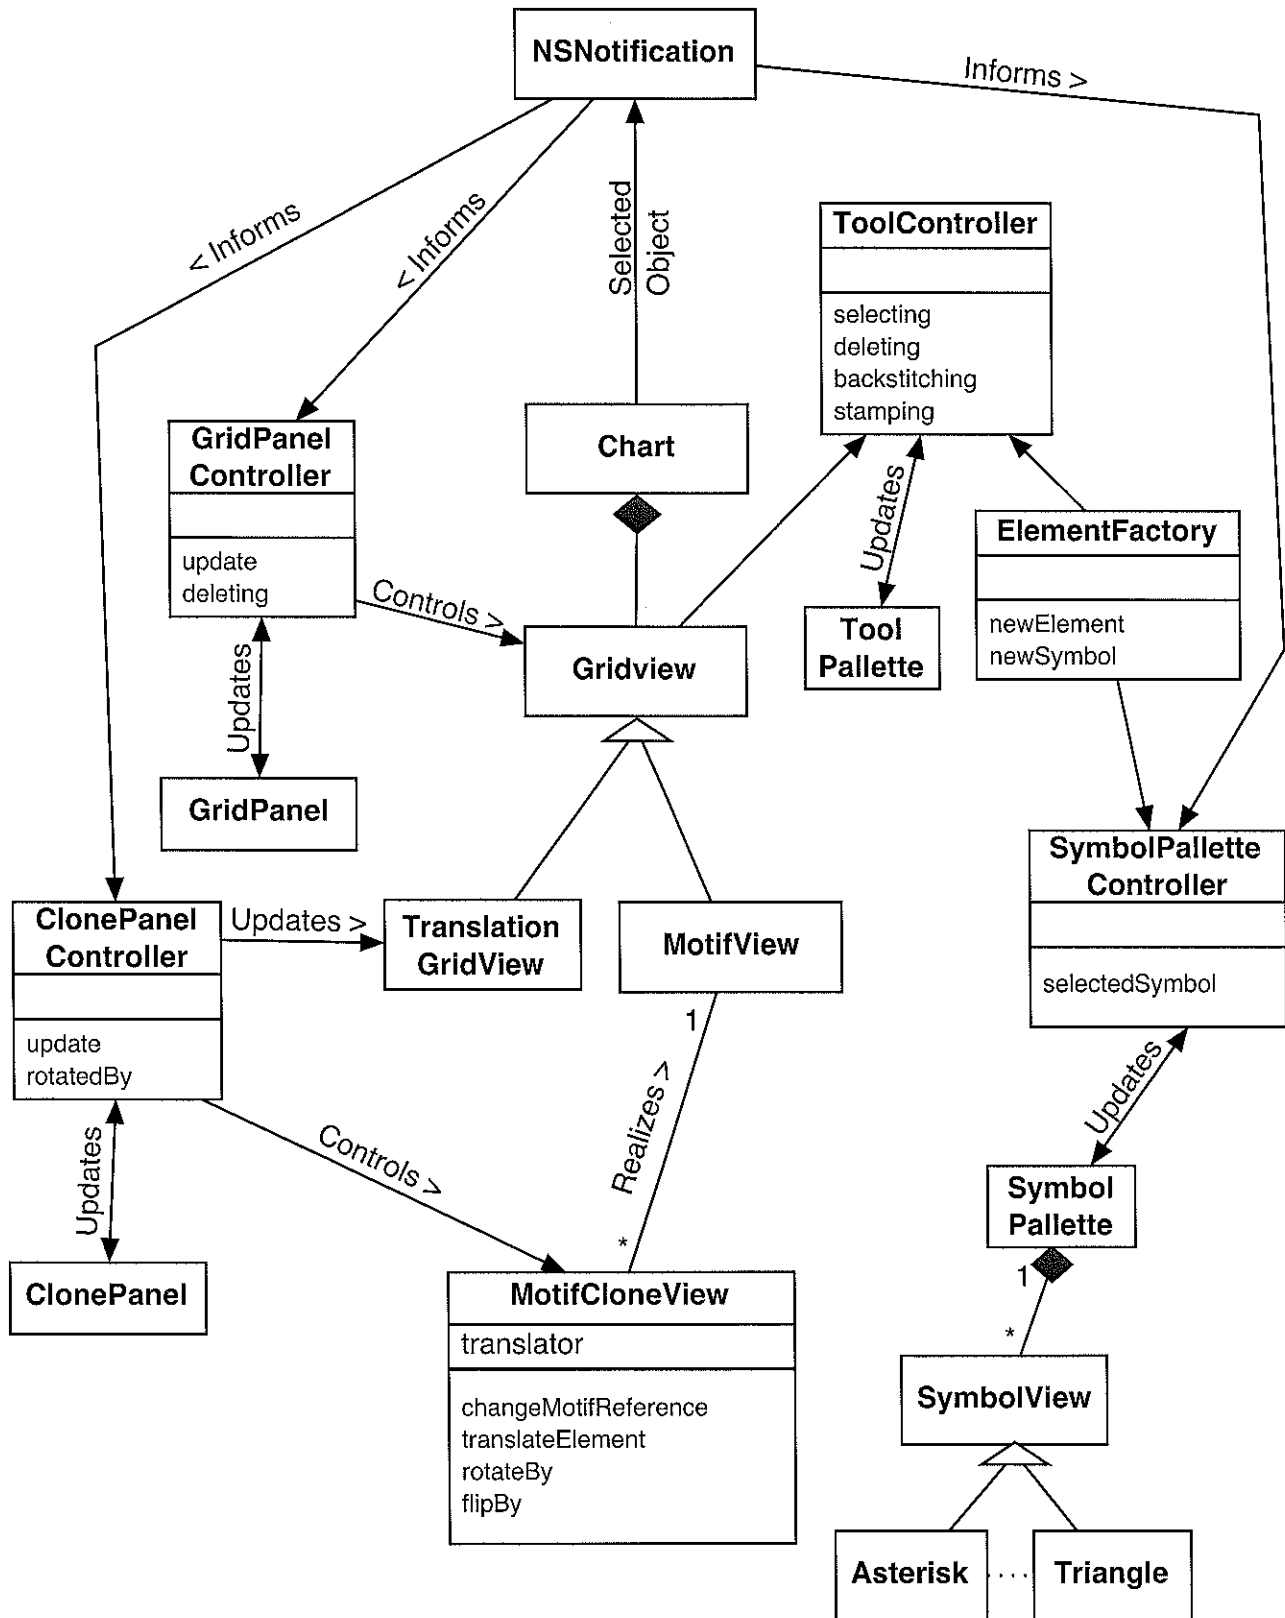 NSNotification
Informs >
< Informs
< Informs
Selected
Object
ToolController
selecting
deleting
backstitching
stamping
GridPanel
Controller
update
deleting
Chart
Updates
ElementFactory
newElement
newSymbol
Controls >
Tool
Pallette
Gridview
Updates
GridPanel
SymbolPallette
Controller
selectedSymbol
ClonePanel
Controller
update
rotatedBy
Updates >
Translation
GridView
MotifView
1
Realizes >
*
Updates
Controls >
Updates
Symbol
Pallette
1
*
ClonePanel
MotifCloneView
translator
changeMotifReference
translateElement
rotateBy
flipBy
SymbolView
Asterisk
.....
Triangle